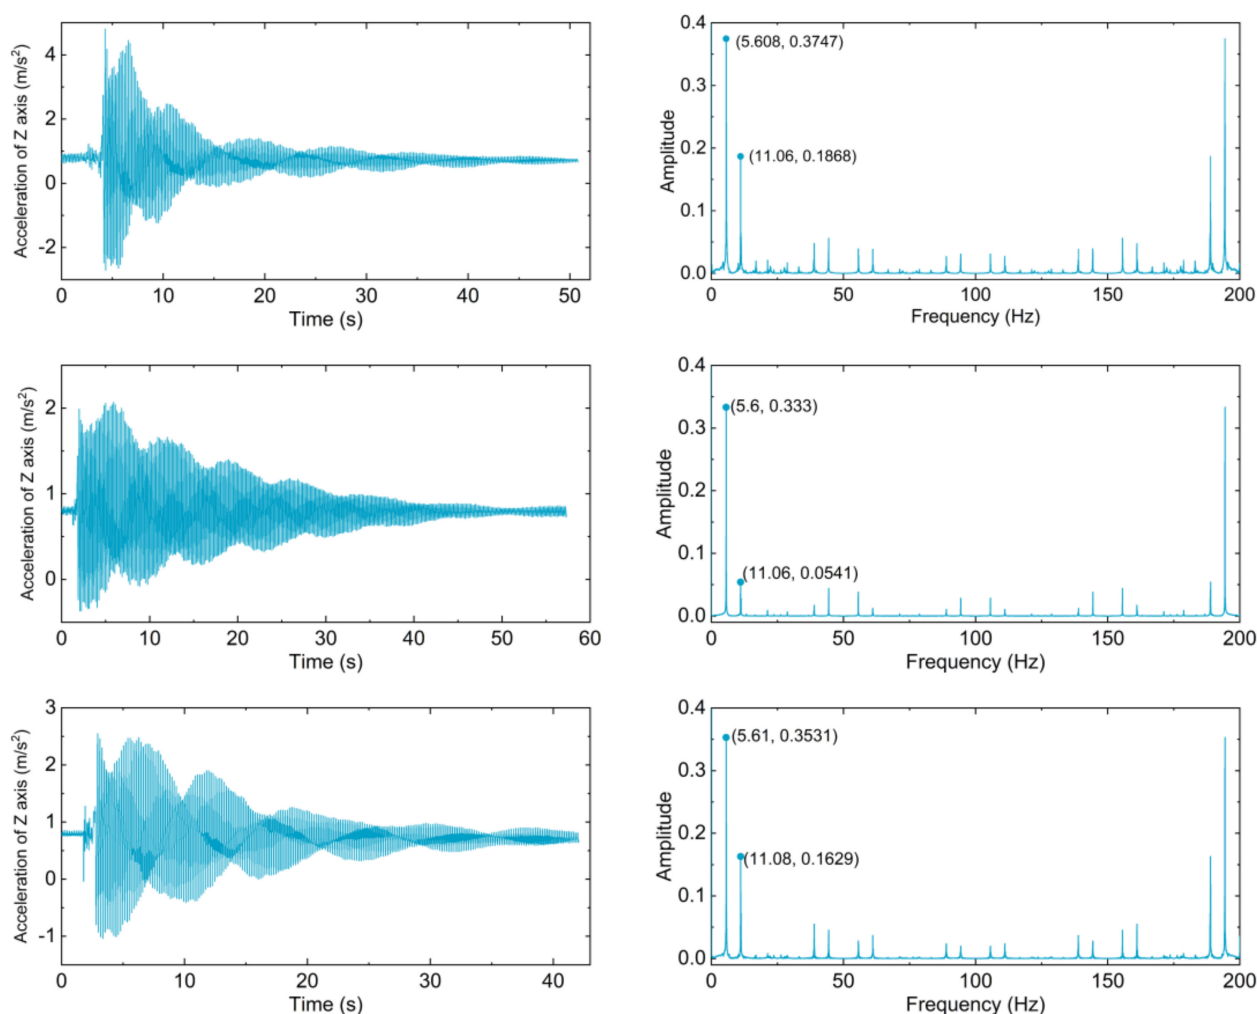 Acceleration of Z axis (m/s²)
4
2
0
-2
0 10 20 30 40 50
Time (s)
Amplitude
0.4
0.3
0.2
0.1
0.0
(5.608, 0.3747)
(11.06, 0.1868)
0 50 100 150 200
Frequency (Hz)
Acceleration of Z axis (m/s²)
2
1
0
0 10 20 30 40 50 60
Time (s)
Amplitude
0.4
0.3
0.2
0.1
0.0
(5.6, 0.333)
(11.06, 0.0541)
0 50 100 150 200
Frequency (Hz)
Acceleration of Z axis (m/s²)
3
2
1
0
-1
0 10 20 30 40
Time (s)
Amplitude
0.4
0.3
0.2
0.1
0.0
(5.61, 0.3531)
(11.08, 0.1629)
0 50 100 150 200
Frequency (Hz)